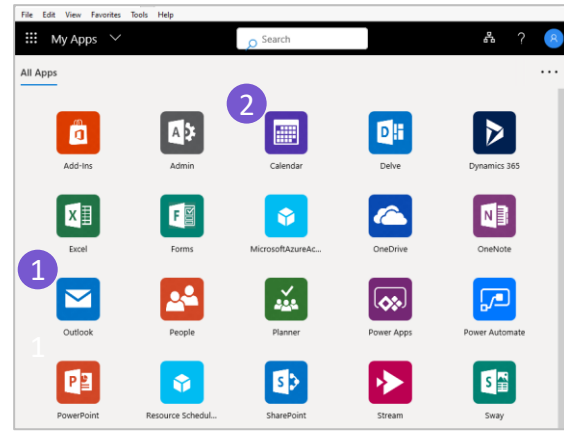 File Edit View Favorites Tools Help
My Apps
Search
?
All Apps
2
Add-Ins Admin Calendar Delve Dynamics 365
Excel Forms MicrosoftAzureAc... OneDrive OneNote
1
Outlook People Planner Power Apps Power Automate
1
PowerPoint Resource Schedul... SharePoint Stream Sway